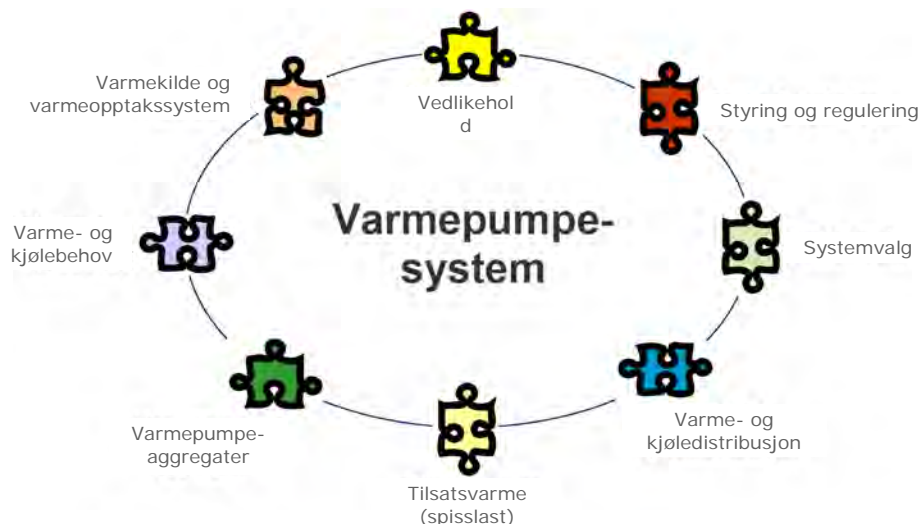 Vedlikehol
d
Varmekilde og
varmeopptakssystem
Styring og regulering
Varmepumpe-
system
Varme- og
kjølebehov
Systemvalg
Varmepumpe-
aggregater
Varme- og
kjøledistribusjon
Tilsatsvarme
(spisslast)